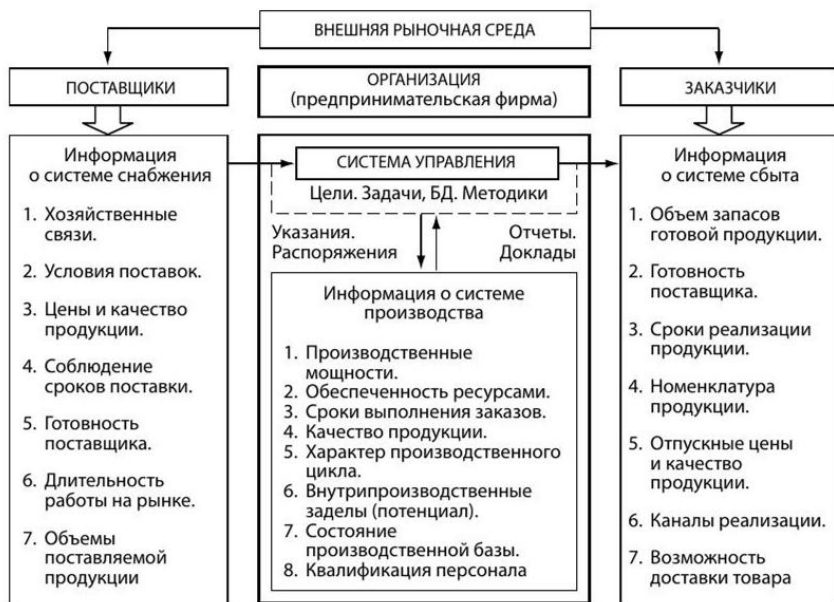 ВНЕШНЯЯ РЫНОЧНАЯ СРЕДА
ПОСТАВЩИКИ
ОРГАНИЗАЦИЯ
(предпринимательская фирма)
ЗАКАЗЧИКИ
Информация
о системе снабжения
1. Хозяйственные
связи.
2. Условия поставок.
3. Цены и качество
продукции.
4. Соблюдение
сроков поставки.
5. Готовность
поставщика.
6. Длительность
работы на рынке.
7. Объемы
поставляемой
продукции
СИСТЕМА УПРАВЛЕНИЯ
Цели. Задачи, БД. Методики
Указания.
Распоряжения
Отчеты.
Доклады
Информация о системе
производства
1. Производственные
мощности.
2. Обеспеченность ресурсами.
3. Сроки выполнения заказов.
4. Качество продукции.
5. Характер производственного
цикла.
6. Внутрипроизводственные
заделы (потенциал).
7. Состояние
производственной базы.
8. Квалификация персонала
Информация
о системе сбыта
1. Объем запасов
готовой продукции.
2. Готовность
поставщика.
3. Сроки реализации
продукции.
4. Номенклатура
продукции.
5. Отпускные цены
и качество
продукции.
6. Каналы реализации.
7. Возможность
доставки товара